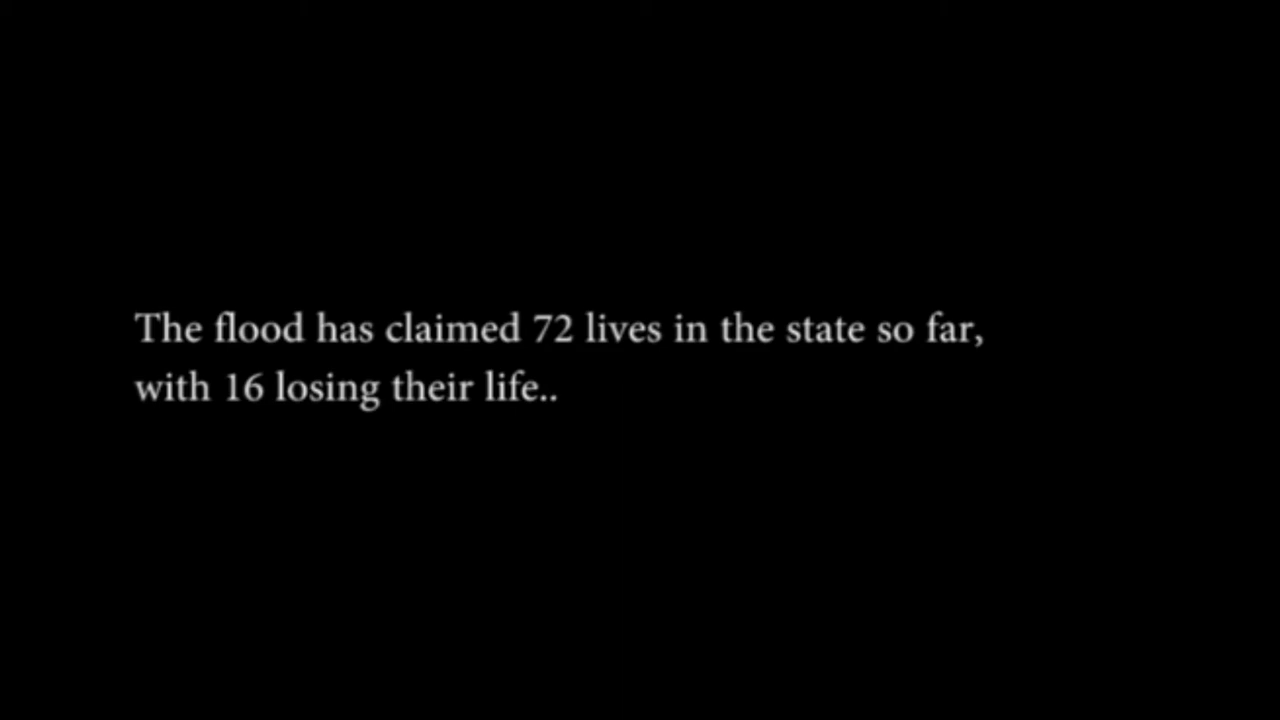 The flood has claimed 72 lives in the state so far,
with 16 losing their life..